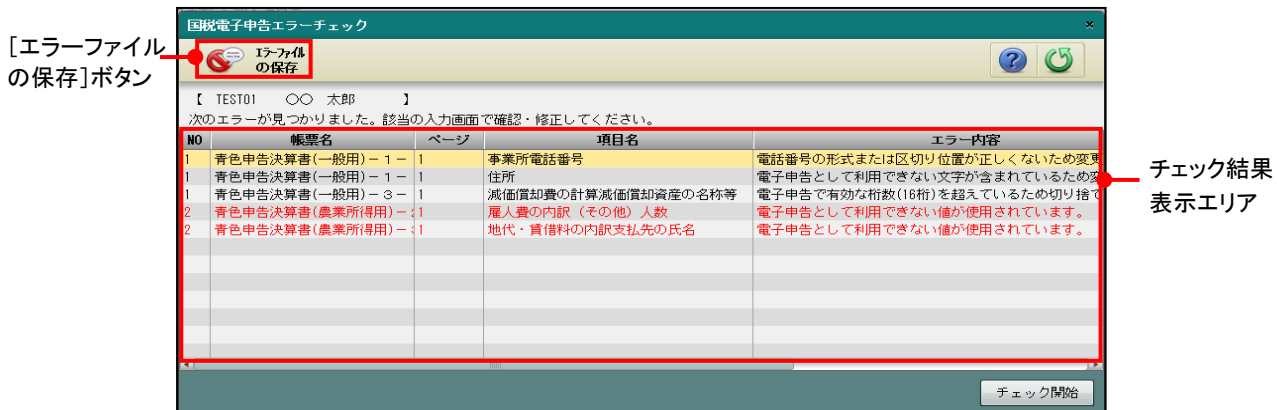 国税電子申告エラーチェック ×
[エラーファイルの保存]ボタン
エラーファイル
の保存
?
【 TEST01 ○○ 太郎 】
次のエラーが見つかりました。該当の入力画面で確認・修正してください。
NO 帳票名 ページ 項目名 エラー内容
1 青色申告決算書(一般用)－１－ 1 事業所電話番号 電話番号の形式または区切り位置が正しくないため変更
1 青色申告決算書(一般用)－１－ 1 住所 電子申告として利用できない文字が含まれているため変
1 青色申告決算書(一般用)－３－ 1 減価償却費の計算減価償却資産の名称等 電子申告で有効な桁数(16桁)を超えているため切り捨て
2 青色申告決算書(農業所得用)－ 1 雇人費の内訳（その他）人数 電子申告として利用できない値が使用されています。
2 青色申告決算書(農業所得用)－ 1 地代・賃借料の内訳支払先の氏名 電子申告として利用できない値が使用されています。
チェック結果
表示エリア
チェック開始